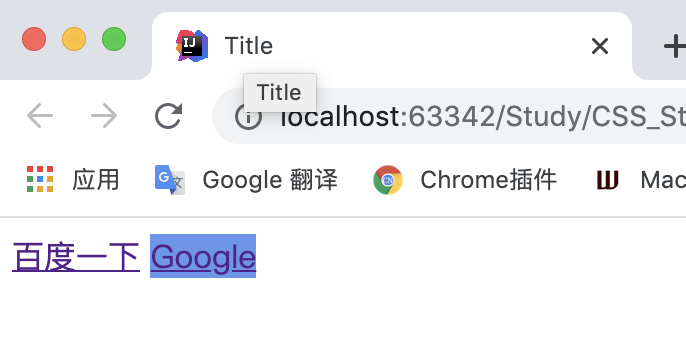 Title
Title
localhost:63342/Study/CSS_St
应用 Google 翻译 Chrome插件 Mac
百度一下 Google